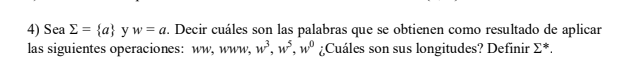 4) Sea Σ = {a} y w = a. Decir cuáles son las palabras que se obtienen como resultado de aplicar
las siguientes operaciones: ww, www, w³, w⁵, w⁰ ¿Cuáles son sus longitudes? Definir Σ*.